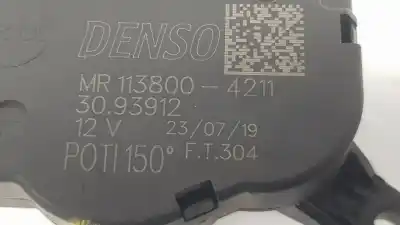 DENSO
MR 113800-4211
30.93912
12 V 23/07/19
POTI 150° F.T.304